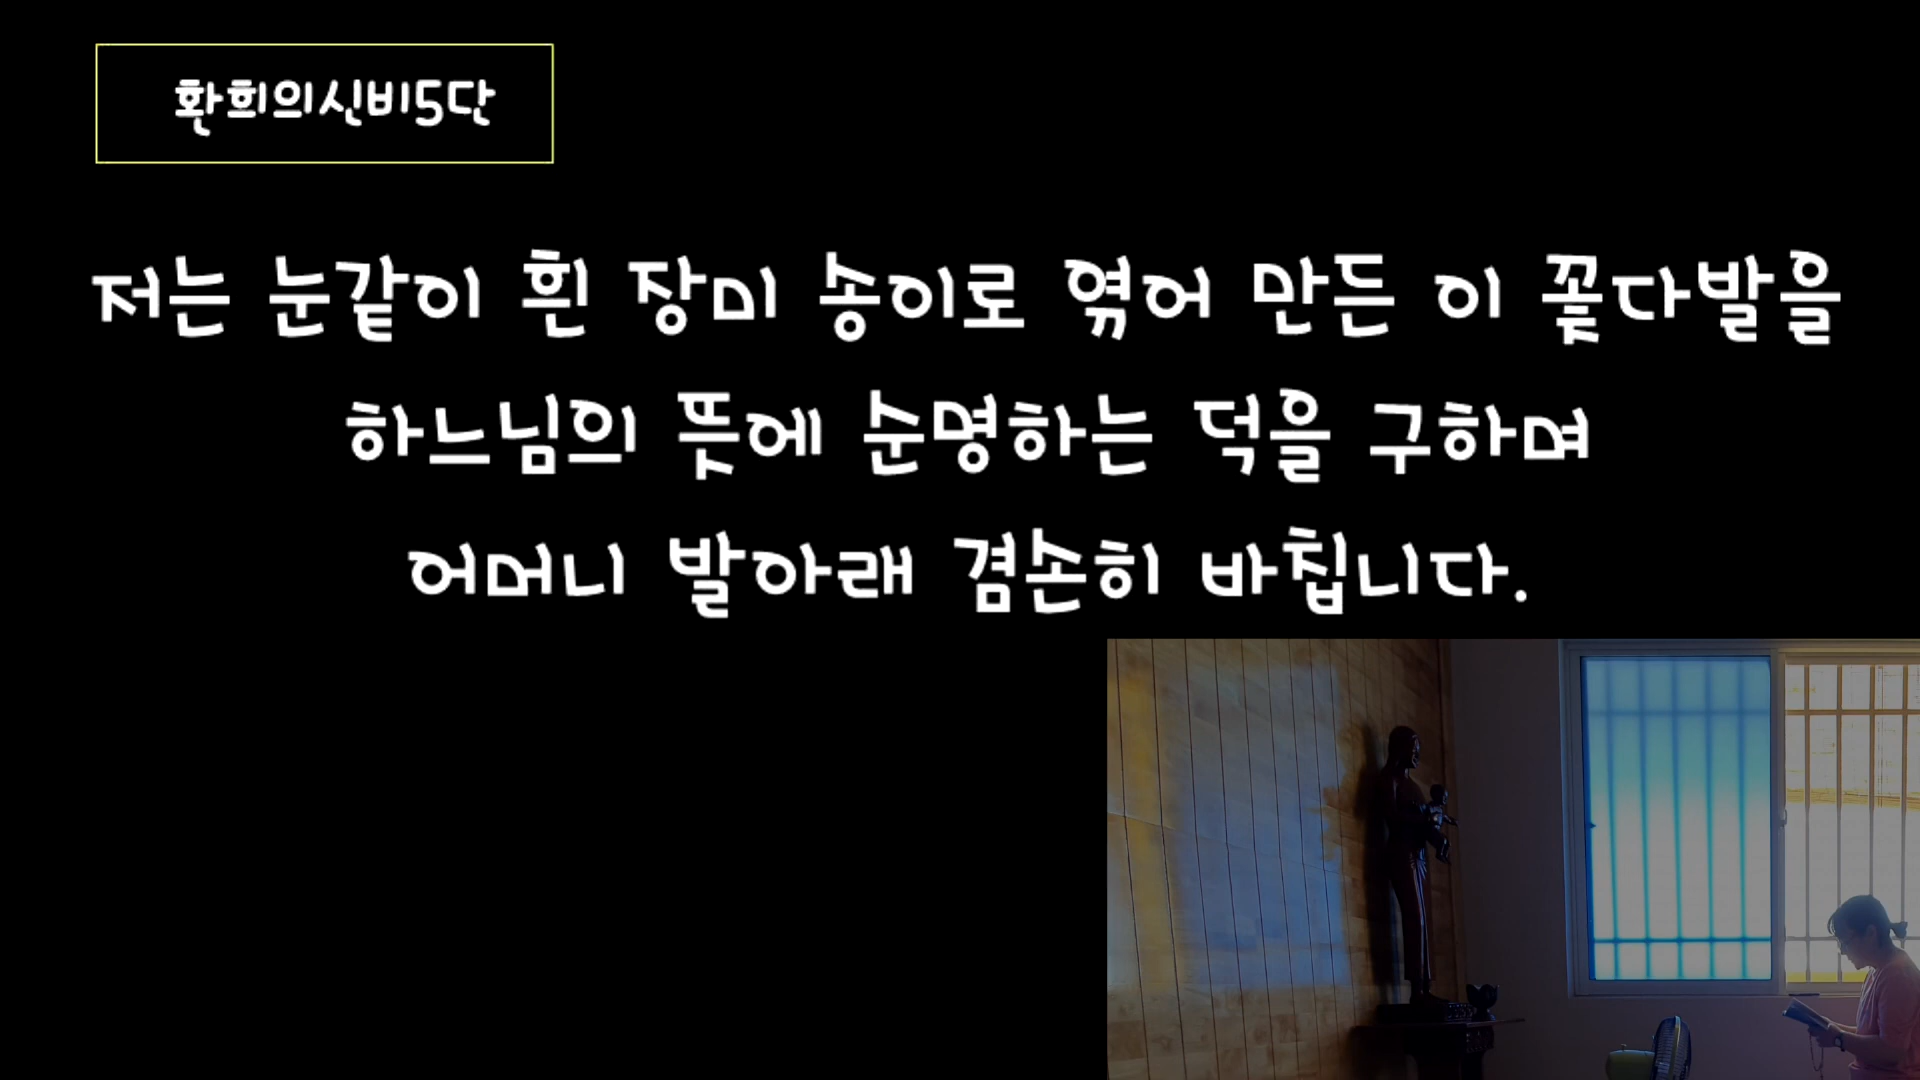 환희의신비5단
저는 눈같이 흰 장미 송이로 엮어 만든 이 꽃다발을
하느님의 뜻에 순명하는 덕을 구하며
어머니 발아래 겸손히 바칩니다.